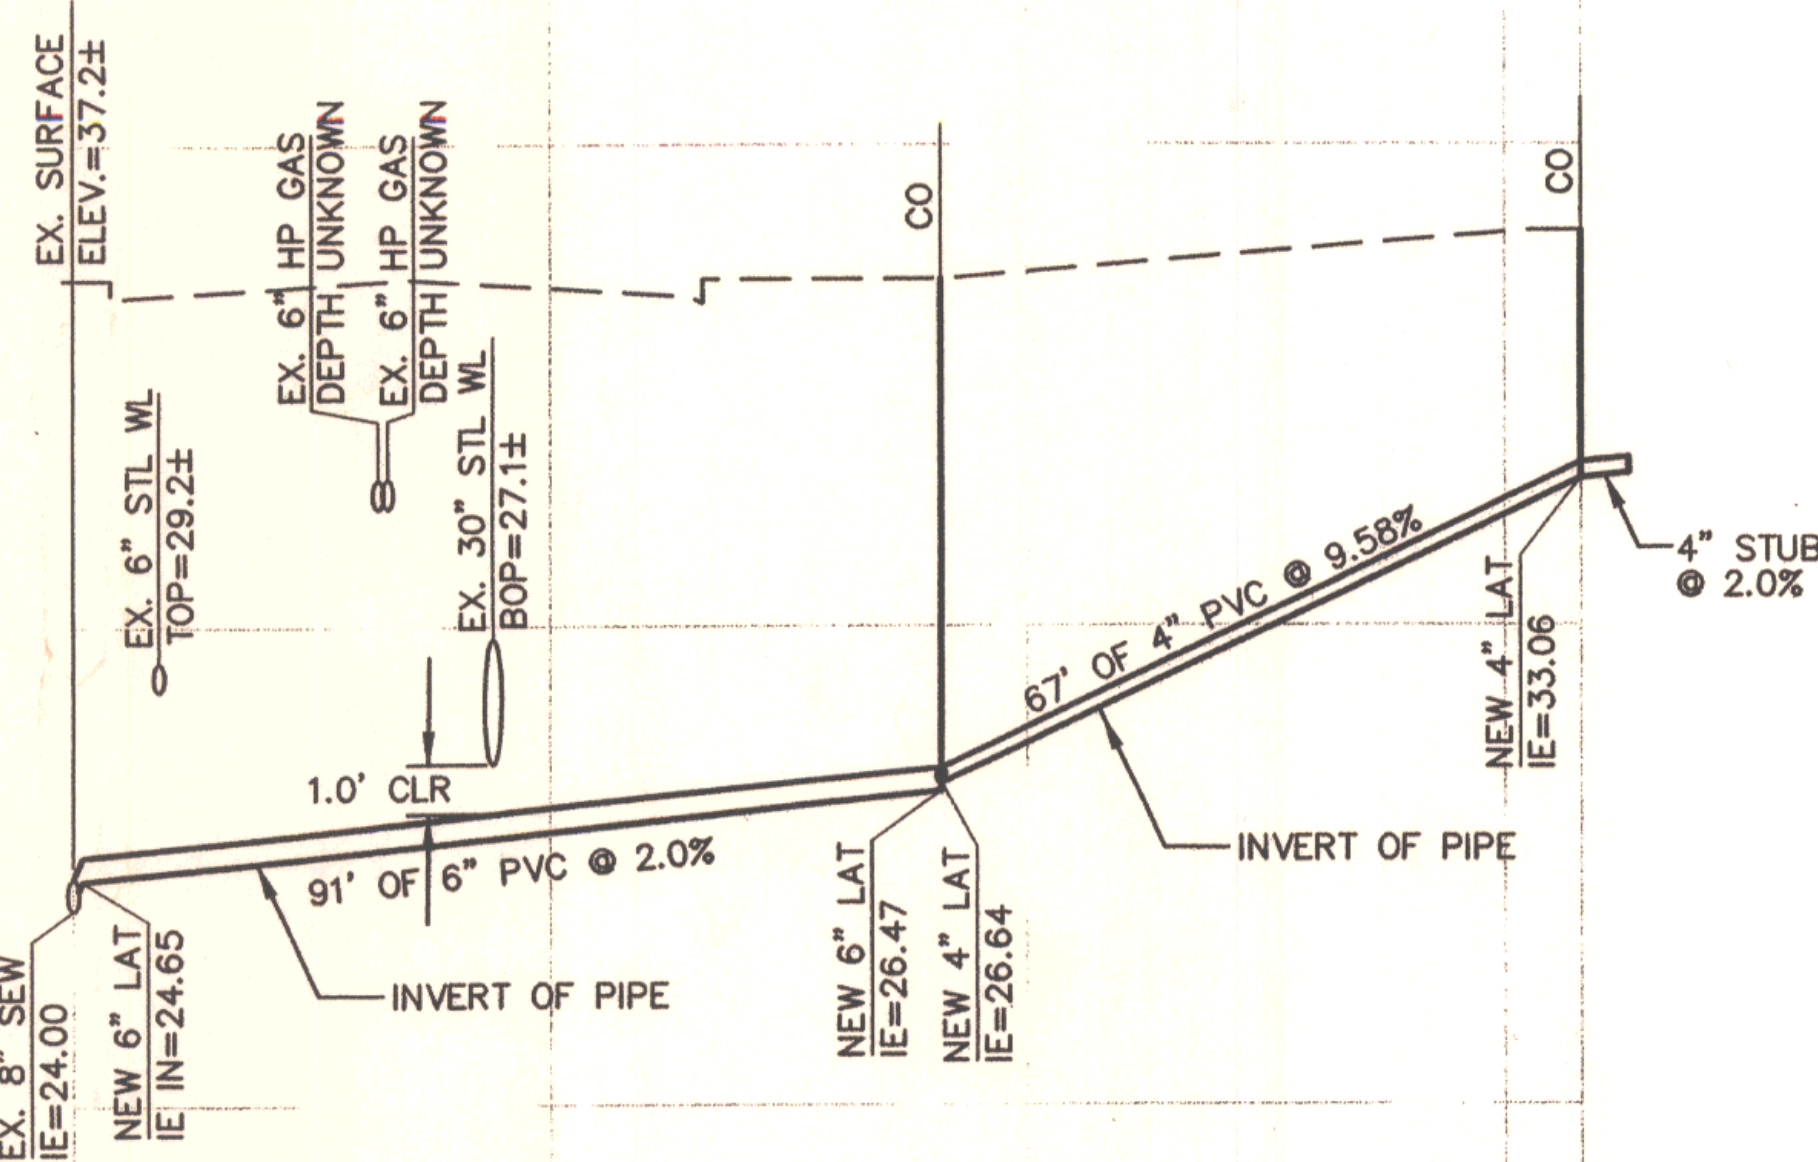 EX. SURFACE
ELEV.=37.2±
EX. 6" HP GAS
DEPTH UNKNOWN
EX. 6" HP GAS
DEPTH UNKNOWN
EX. 6" STL WL
TOP=29.2±
EX. 30" STL WL
BOP=27.1±
CO
CO
1.0' CLR
91' OF 6" PVC @ 2.0%
67' OF 4" PVC @ 9.58%
4" STUB
@ 2.0%
NEW 4" LAT
IE=33.06
INVERT OF PIPE
INVERT OF PIPE
EX. 8" SEW
IE=24.00
NEW 6" LAT
IE IN=24.65
NEW 6" LAT
IE=26.47
NEW 4" LAT
IE=26.64